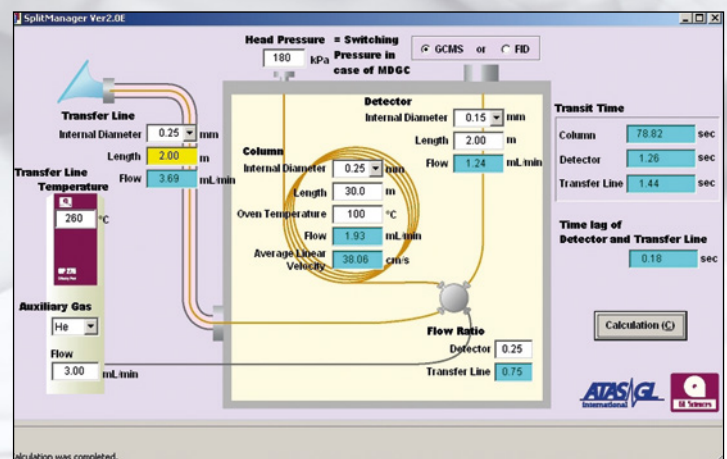 SplitManager Ver2.0E
Head Pressure = Switching
180 kPa Pressure in
case of MDGC
GCMS or FID
Transfer Line
Internal Diameter 0.25 mm
Length 2.00 m
Flow 3.69 mL/min
Transfer Line
Temperature
260 °C
Auxiliary Gas
He
Flow
3.00 mL/min
Column
Internal Diameter 0.25 mm
Length 30.0 m
Oven Temperature 100 °C
Flow 1.93 mL/min
Average Linear
Velocity 38.06 cm/s
Detector
Internal Diameter 0.15 mm
Length 2.00 m
Flow 1.24 mL/min
Flow Ratio
Detector 0.25
Transfer Line 0.75
Transit Time
Column 78.82 sec
Detector 1.26 sec
Transfer Line 1.44 sec
Time lag of
Detector and Transfer Line
0.18 sec
Calculation (C)
ATAS GL
International
GL Sciences
alculation was completed.